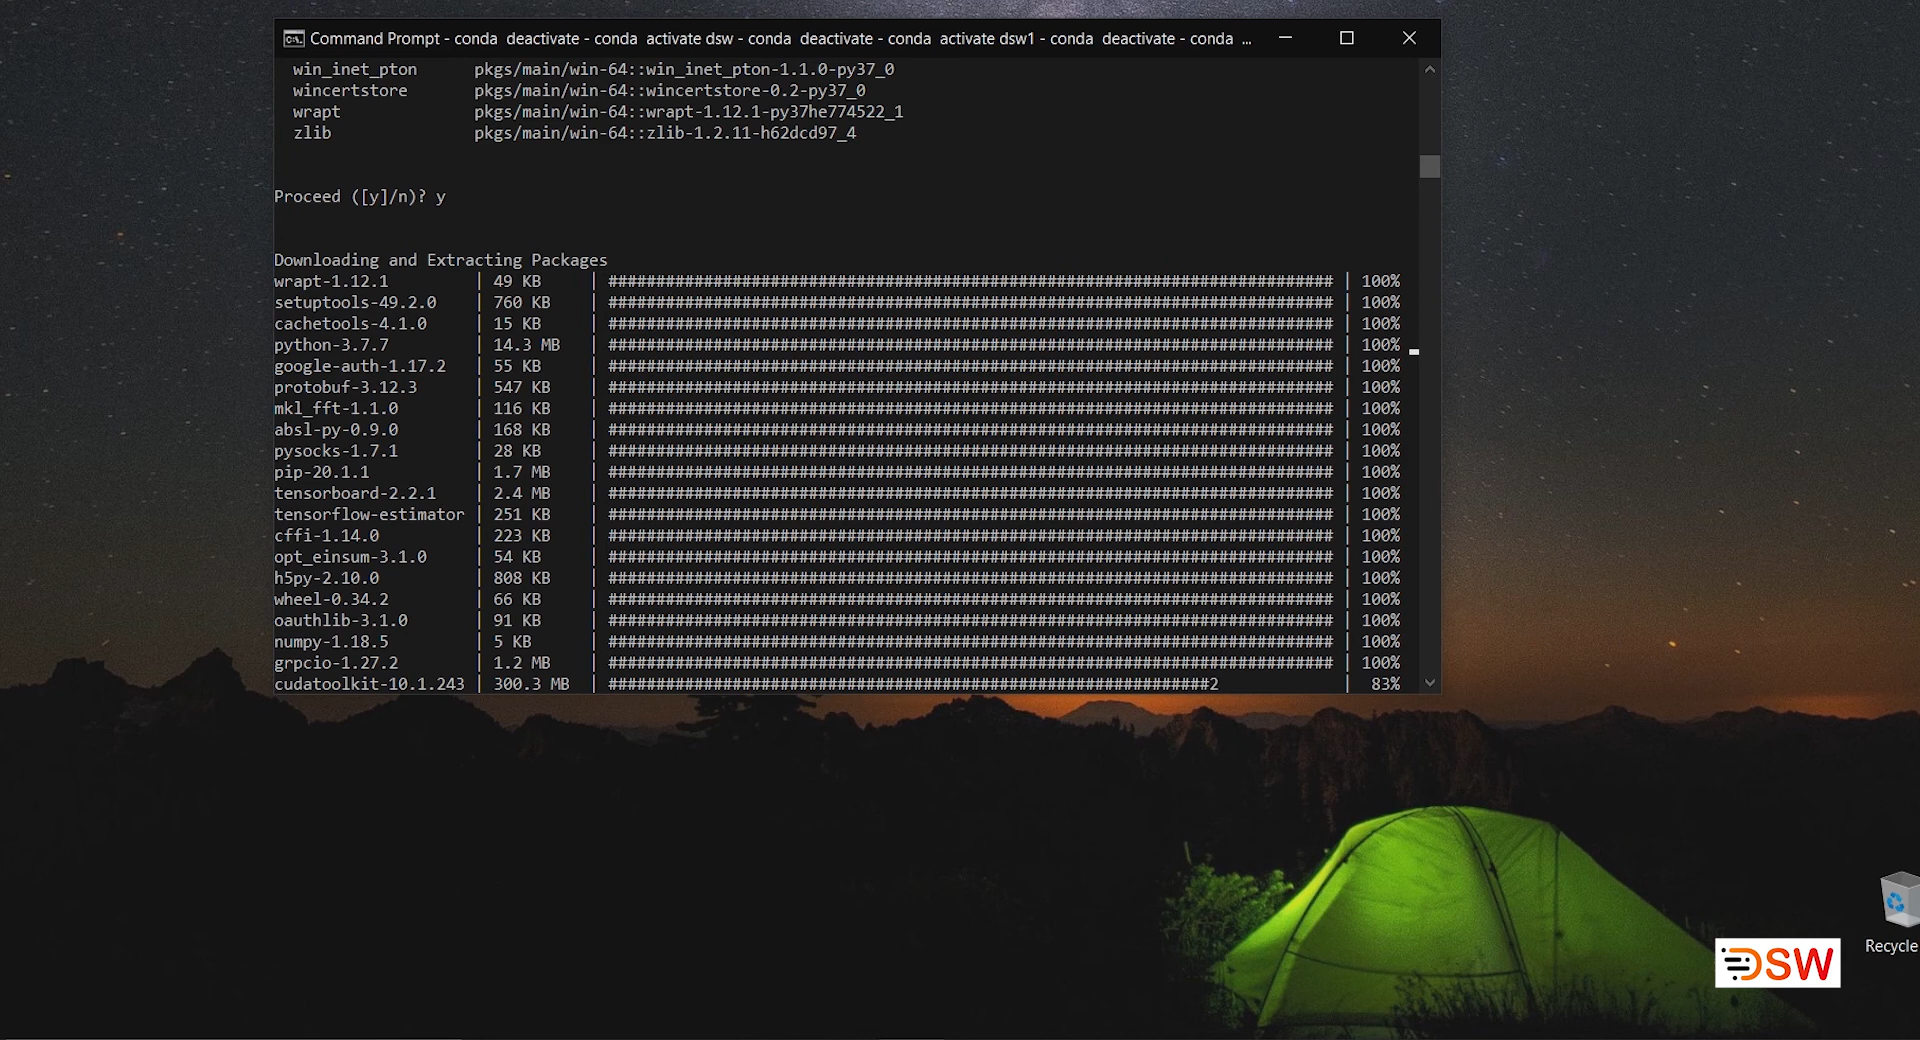 Command Prompt - conda deactivate - conda activate dsw - conda deactivate - conda activate dsw1 - conda deactivate - conda ...
win_inet_pton pkgs/main/win-64::win_inet_pton-1.1.0-py37_0
wincertstore pkgs/main/win-64::wincertstore-0.2-py37_0
wrapt pkgs/main/win-64::wrapt-1.12.1-py37he774522_1
zlib pkgs/main/win-64::zlib-1.2.11-h62dcd97_4
Proceed ([y]/n)? y
Downloading and Extracting Packages
wrapt-1.12.1 | 49 KB | ############################################################################ | 100%
setuptools-49.2.0 | 760 KB | ############################################################################ | 100%
cachetools-4.1.0 | 15 KB | ############################################################################ | 100%
python-3.7.7 | 14.3 MB | ############################################################################ | 100%
google-auth-1.17.2 | 55 KB | ############################################################################ | 100%
protobuf-3.12.3 | 547 KB | ############################################################################ | 100%
mkl_fft-1.1.0 | 116 KB | ############################################################################ | 100%
absl-py-0.9.0 | 168 KB | ############################################################################ | 100%
pysocks-1.7.1 | 28 KB | ############################################################################ | 100%
pip-20.1.1 | 1.7 MB | ############################################################################ | 100%
tensorboard-2.2.1 | 2.4 MB | ############################################################################ | 100%
tensorflow-estimator | 251 KB | ############################################################################ | 100%
cffi-1.14.0 | 223 KB | ############################################################################ | 100%
opt_einsum-3.1.0 | 54 KB | ############################################################################ | 100%
h5py-2.10.0 | 808 KB | ############################################################################ | 100%
wheel-0.34.2 | 66 KB | ############################################################################ | 100%
oauthlib-3.1.0 | 91 KB | ############################################################################ | 100%
numpy-1.18.5 | 5 KB | ############################################################################ | 100%
grpcio-1.27.2 | 1.2 MB | ############################################################################ | 100%
cudatoolkit-10.1.243 | 300.3 MB | ###############################################################2 | 83%
Recycle
DSW